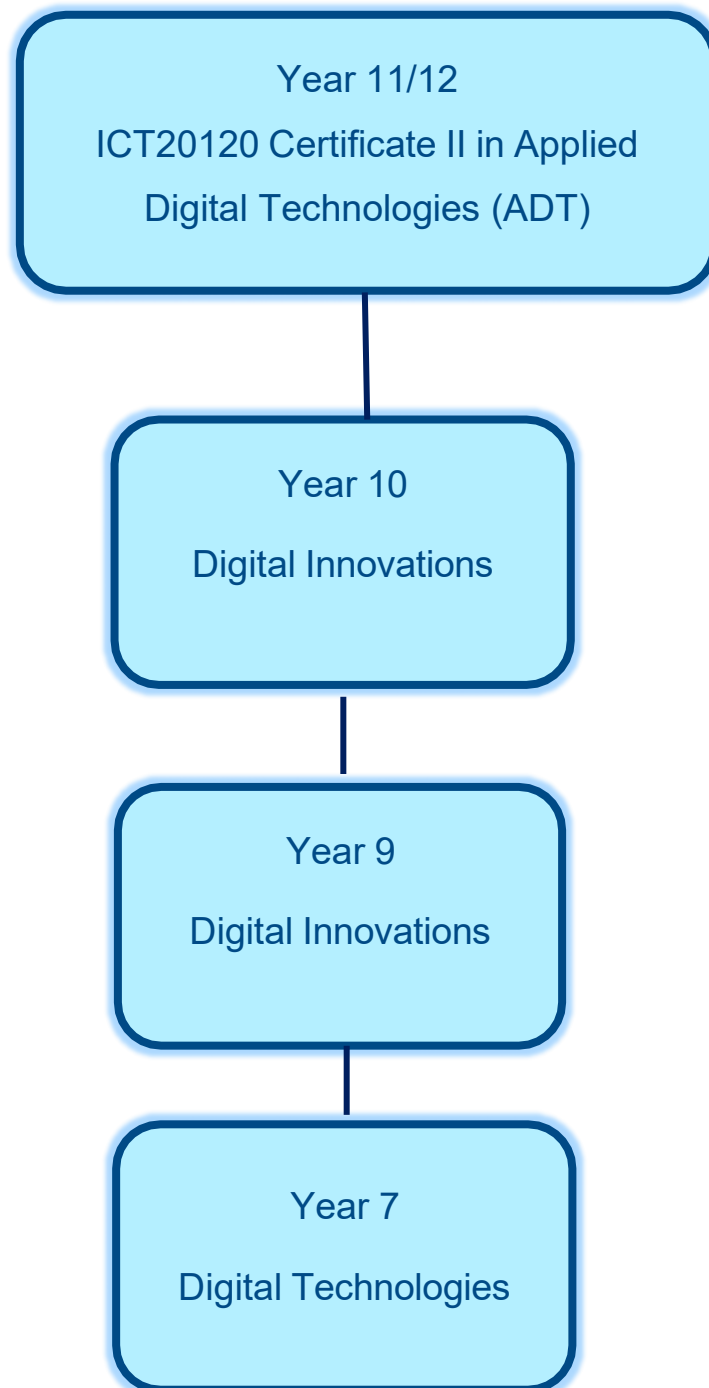 Year 11/12
ICT20120 Certificate II in Applied
Digital Technologies (ADT)
Year 10
Digital Innovations
Year 9
Digital Innovations
Year 7
Digital Technologies